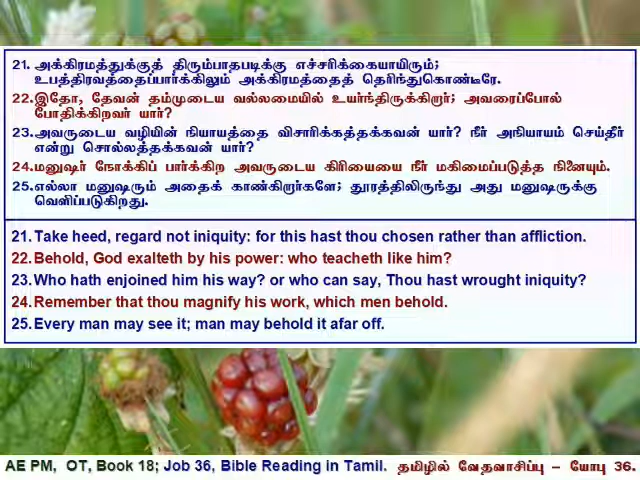 21. அக்கிரமத்துக்குத் திரும்பாதபடிக்கு எச்சரிக்கையாயிரும்;
உபத்திரவத்தைப்பார்க்கிலும் அக்கிரமத்தைத் தெரிந்துகொண்டீரே.
22.இதோ, தேவன் தம்முடைய வல்லமையில் உயர்ந்திருக்கிறார்; அவரைப்போல்
போதிக்கிறவர் யார்?
23.அவருடைய வழியின் நியாயத்தை விசாரிக்கத்தக்கவன் யார்? நீர் அநியாயம் செய்தீர்
என்று சொல்லத்தக்கவன் யார்?
24.மனுஷர் நோக்கிப் பார்க்கிற அவருடைய கிரியையை நீர் மகிமைப்படுத்த நினையும்.
25.எல்லா மனுஷரும் அதைக் காண்கிறார்களே; தூரத்திலிருந்து அது மனுஷருக்கு
வெளிப்படுகிறது.
21.Take heed, regard not iniquity: for this hast thou chosen rather than affliction.
22.Behold, God exalteth by his power: who teacheth like him?
23.Who hath enjoined him his way? or who can say, Thou hast wrought iniquity?
24.Remember that thou magnify his work, which men behold.
25.Every man may see it; man may behold it afar off.
AE PM, OT, Book 18; Job 36, Bible Reading in Tamil. தமிழில் வேதவாசிப்பு – யோபு 36.